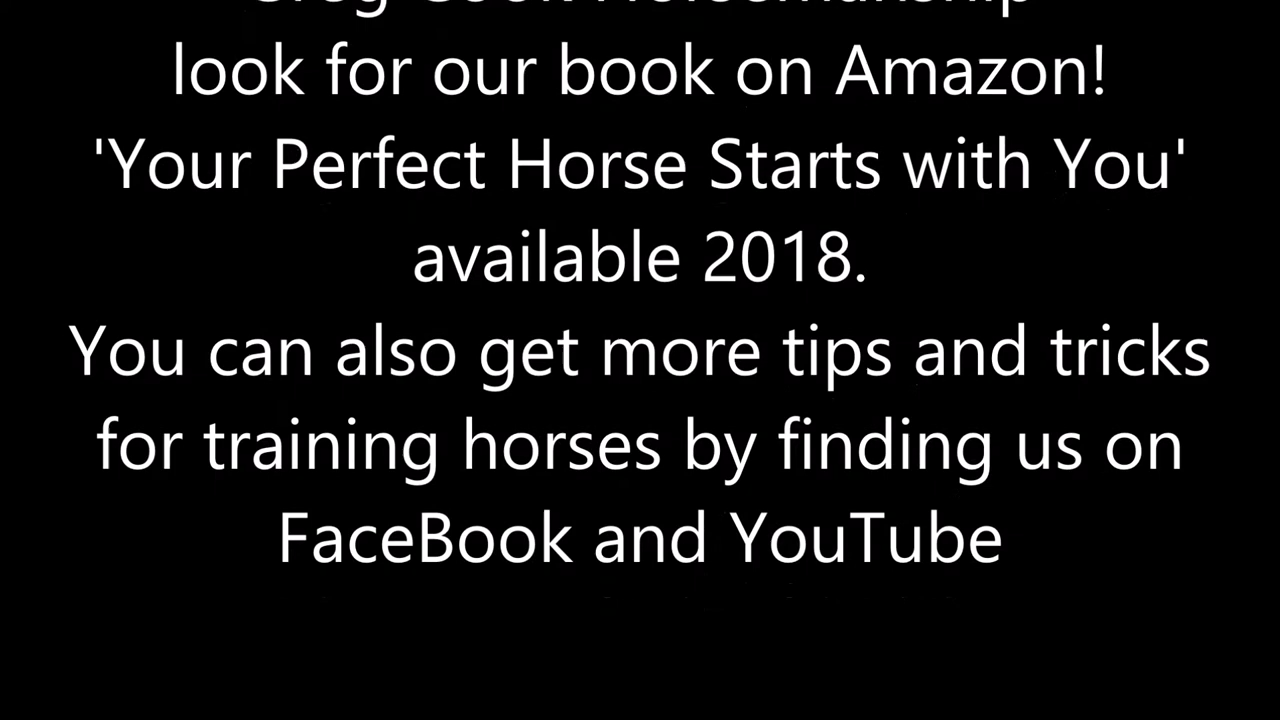 look for our book on Amazon!
'Your Perfect Horse Starts with You'
available 2018.
You can also get more tips and tricks
for training horses by finding us on
FaceBook and YouTube